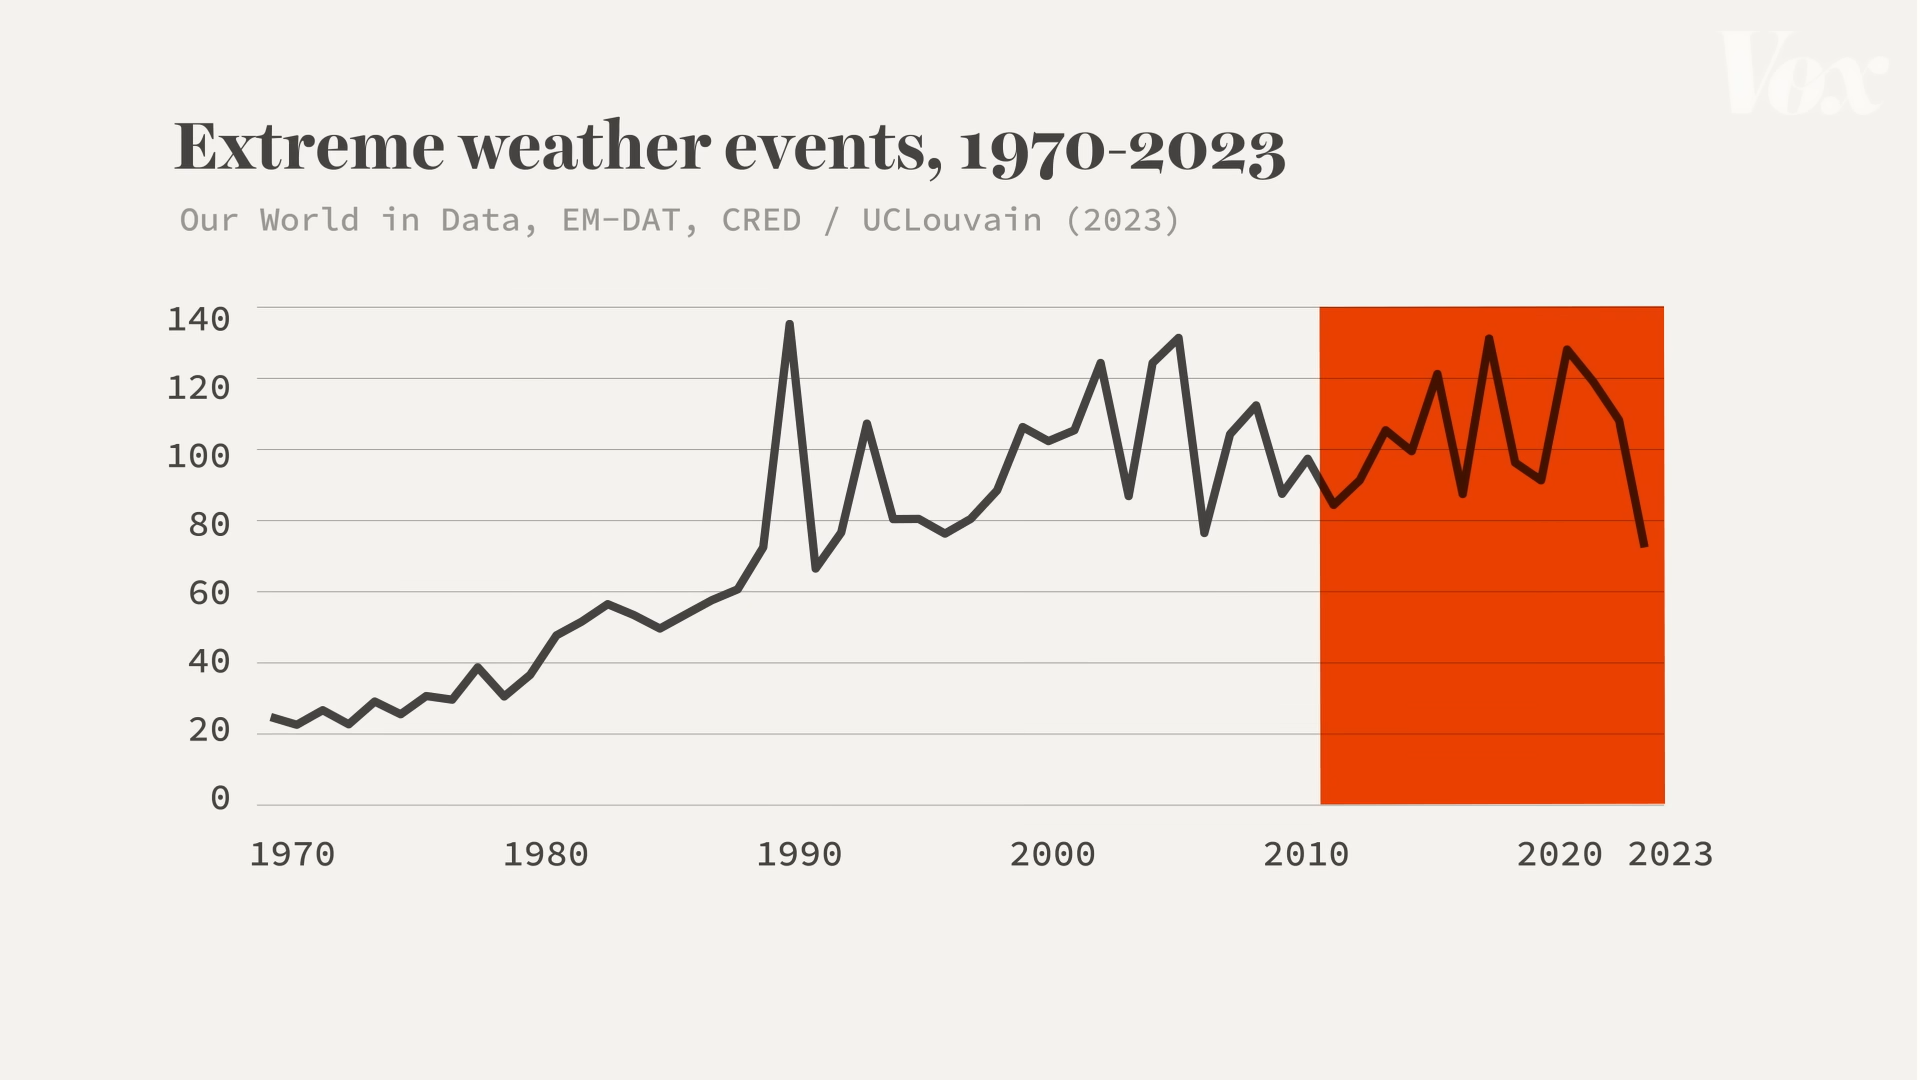 Vox
Extreme weather events, 1970-2023
Our World in Data, EM-DAT, CRED / UCLouvain (2023)
140
120
100
80
60
40
20
0
1970 1980 1990 2000 2010 2020 2023